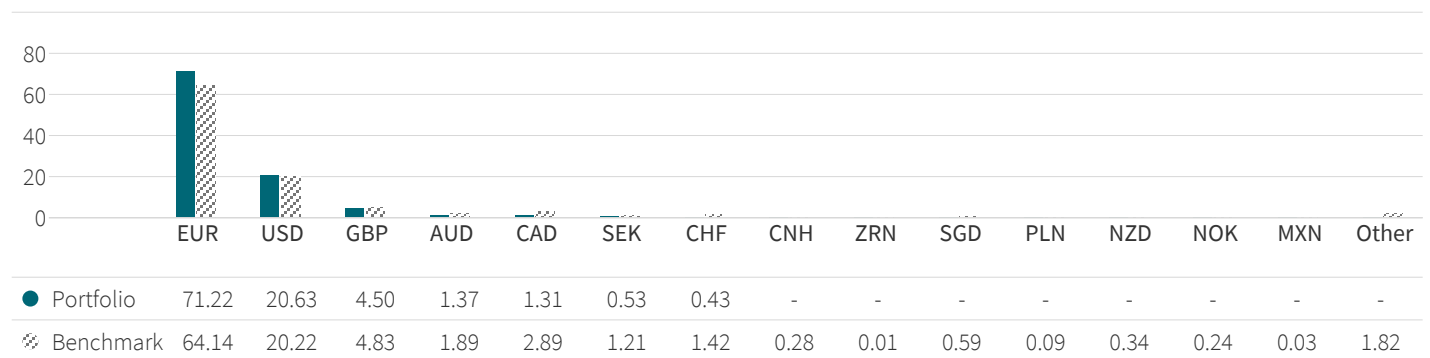 80
60
40
20
0
EUR USD GBP AUD CAD SEK CHF CNH ZRN SGD PLN NZD NOK MXN Other
Portfolio 71.22 20.63 4.50 1.37 1.31 0.53 0.43 - - - - - - - -
Benchmark 64.14 20.22 4.83 1.89 2.89 1.21 1.42 0.28 0.01 0.59 0.09 0.34 0.24 0.03 1.82